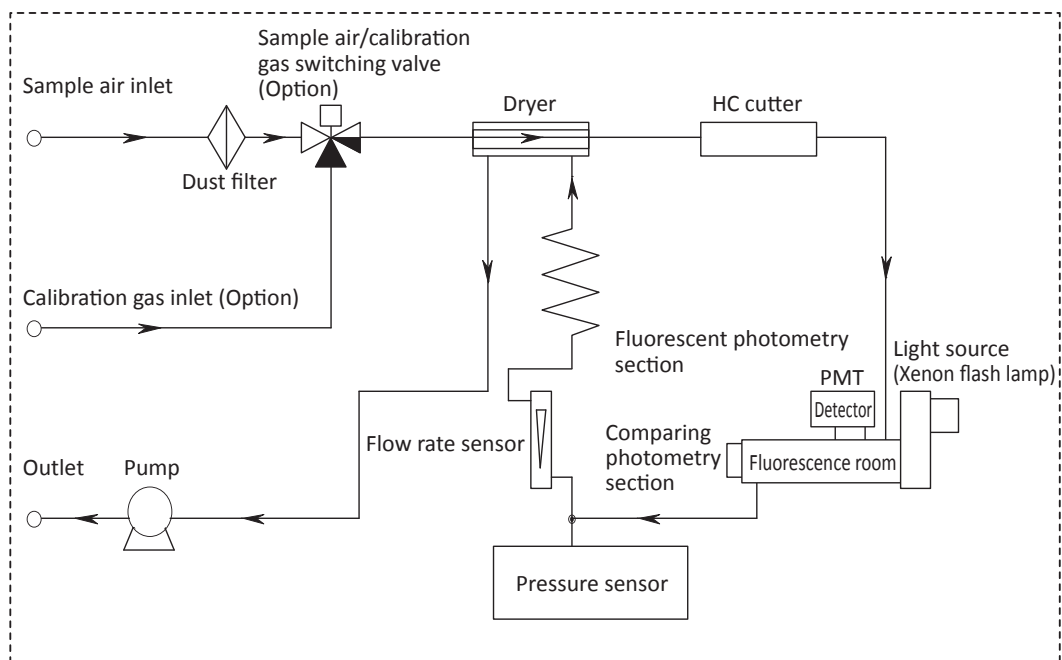 Sample air/calibration
gas switching valve
(Option)
Sample air inlet
Dryer
HC cutter
Dust filter
Calibration gas inlet (Option)
Fluorescent photometry
section
Light source
(Xenon flash lamp)
PMT
Detector
Flow rate sensor
Comparing
photometry
section
Fluorescence room
Outlet
Pump
Pressure sensor